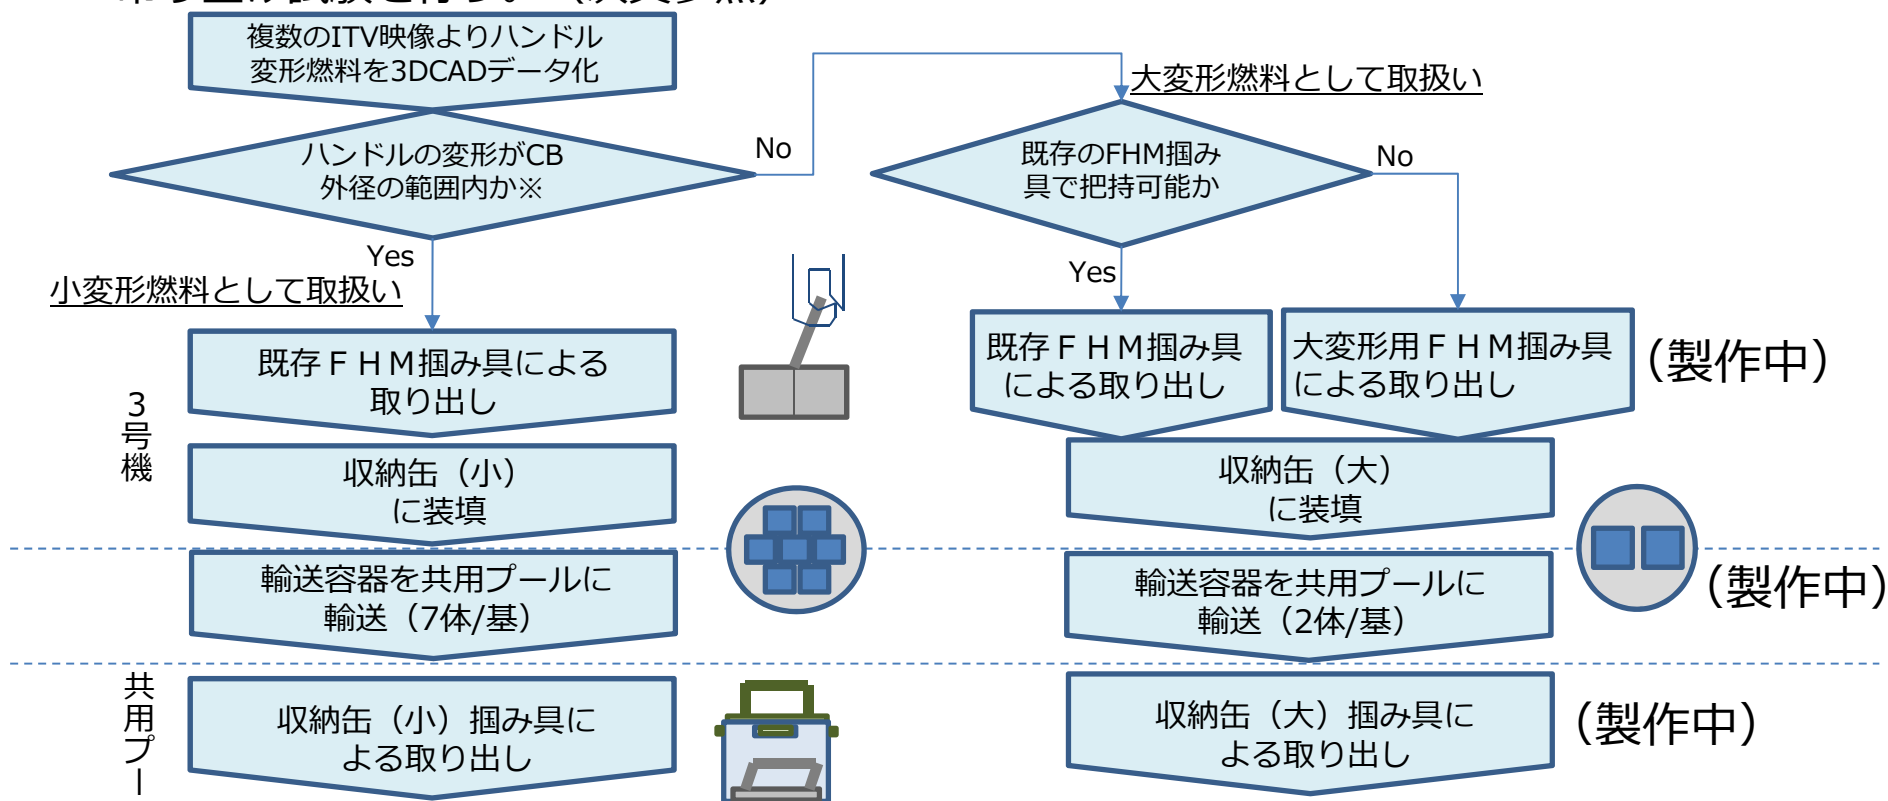 複数のITV映像よりハンドル
変形燃料を3DCADデータ化
ハンドルの変形がCB
外径の範囲内か※
No
Yes
小変形燃料として取扱い
大変形燃料として取扱い
既存のFHM掴み
具で把持可能か
No
Yes
3号機
既存ＦＨＭ掴み具による
取り出し
既存ＦＨＭ掴み具
による取り出し
大変形用ＦＨＭ掴み具
による取り出し
（製作中）
収納缶（小）
に装填
収納缶（大）
に装填
輸送容器を共用プールに
輸送（7体/基）
輸送容器を共用プールに
輸送（2体/基）
（製作中）
共用プー
収納缶（小）掴み具に
よる取り出し
収納缶（大）掴み具に
よる取り出し
（製作中）